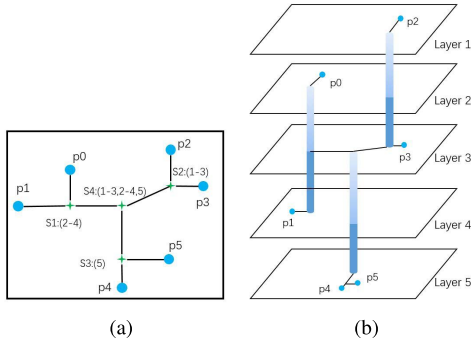 p2
p0
S2:(1-3)
p1
S4:(1-3,2-4,5)
p3
S1:(2-4)
p5
S3:(5)
p4
(a)
p2
Layer 1
p0
Layer 2
p3
Layer 3
p1
Layer 4
p5
p4
Layer 5
(b)